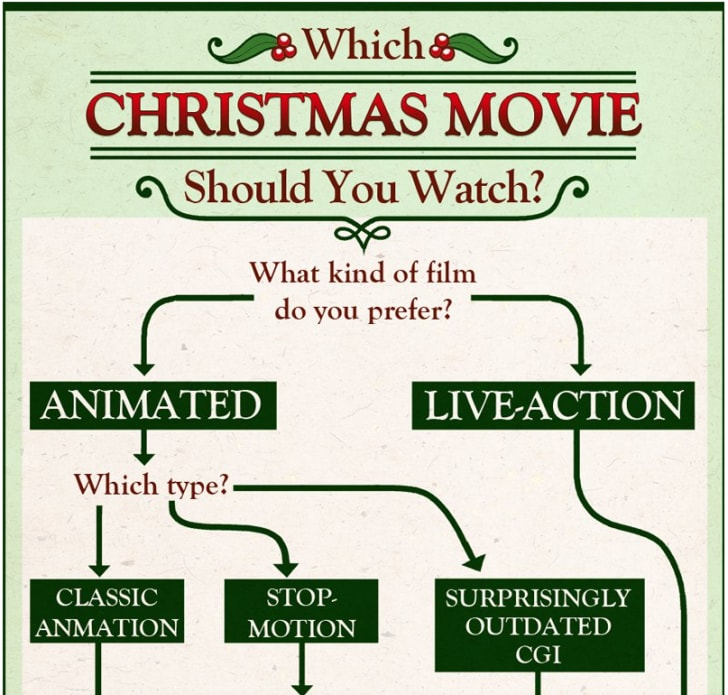 Which
CHRISTMAS MOVIE
Should You Watch?
What kind of film
do you prefer?
ANIMATED
LIVE-ACTION
Which type?
CLASSIC
ANMATION
STOP-
MOTION
SURPRISINGLY
OUTDATED
CGI